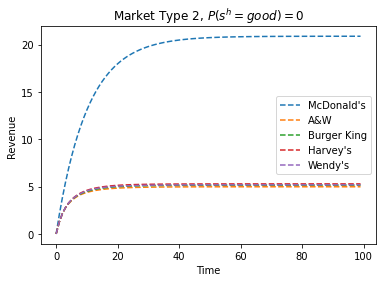 Market Type 2, P(s^h = good) = 0
Revenue
20
15
10
5
0
McDonald's
A&W
Burger King
Harvey's
Wendy's
0 20 40 60 80 100
Time